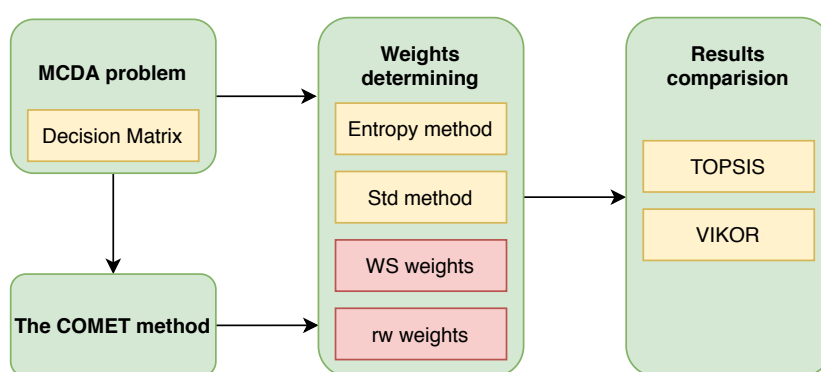 MCDA problem
Decision Matrix
The COMET method
Weights
determining
Entropy method
Std method
WS weights
rw weights
Results
comparision
TOPSIS
VIKOR